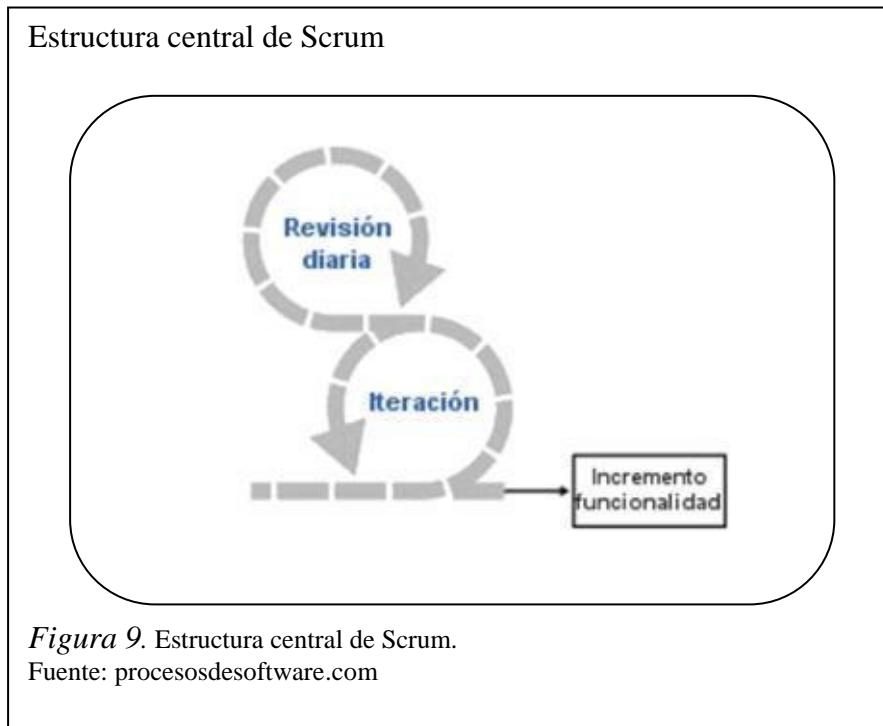 Estructura central de Scrum
Revisión
diaria
Iteración
Incremento
funcionalidad
Figura 9. Estructura central de Scrum.
Fuente: procesosdesoftware.com